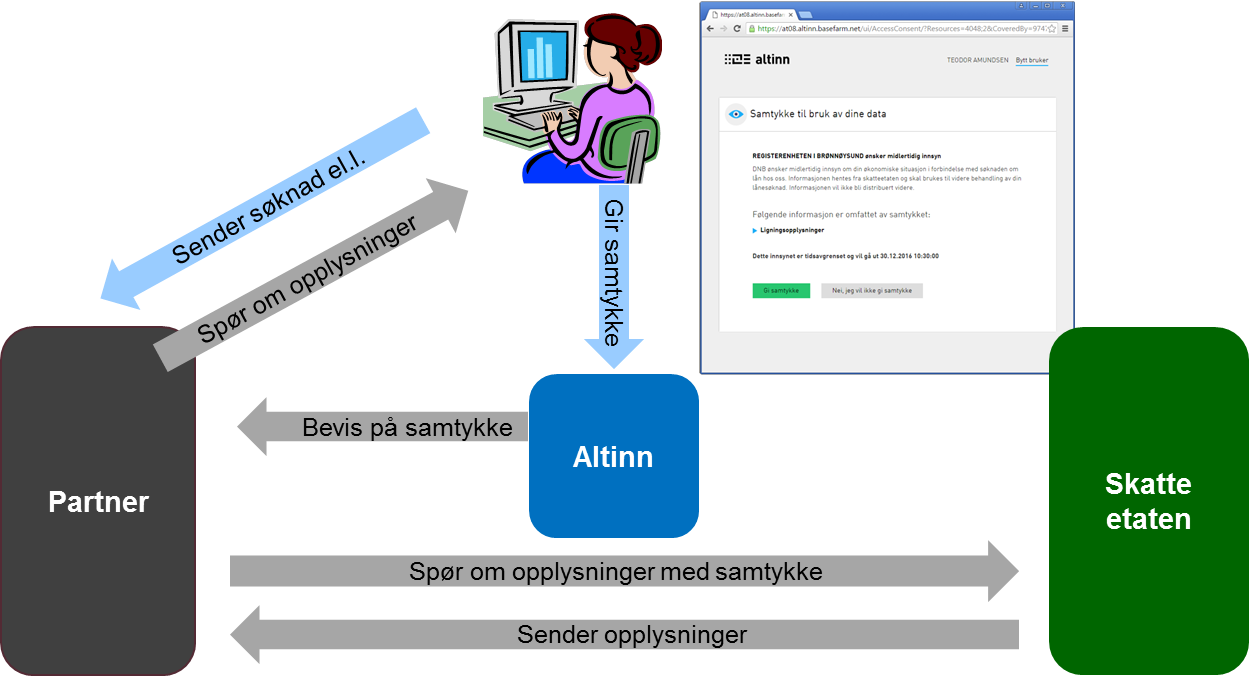 https://at08.altinn.basefarm
https://at08.altinn.basefarm.net/ui/AccessConsent/?Resources=4048;2&CoveredBy=974
altinn
TEODOR AMUNDSEN Bytt bruker
Samtykke til bruk av dine data
REGISTERENHETEN I BRØNNØYSUND ønsker midlertidig innsyn
DNB ønsker midlertidig innsyn om din økonomiske situasjon i forbindelse med søknaden om
lån hos oss. Informasjonen hentes fra skatteetaten og skal brukes til videre behandling av din
lånesøknad. Informasjonen vil ikke bli distribuert videre.
Følgende informasjon er omfattet av samtykket:
Ligningsopplysninger
Dette innsynet er tidsavgrenset og vil gå ut 30.12.2016 10:30:00
Gi samtykke
Nei, jeg vil ikke gi samtykke
Sender søknad el.l.
Spør om opplysninger
Gir samtykke
Bevis på samtykke
Altinn
Partner
Skatte
etaten
Spør om opplysninger med samtykke
Sender opplysninger